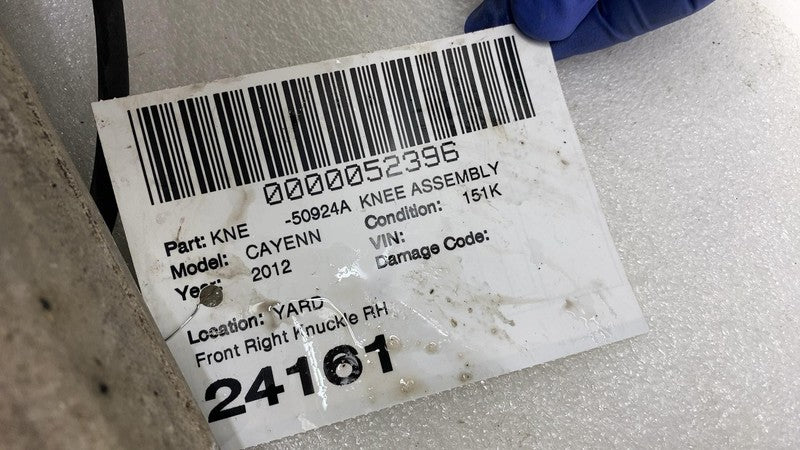 0000052396
Part: KNE -50924A KNEE ASSEMBLY
Model: CAYENN Condition: 151K
Year: 2012 VIN:
Damage Code:
Location: YARD
Front Right Knuckle RH
24161